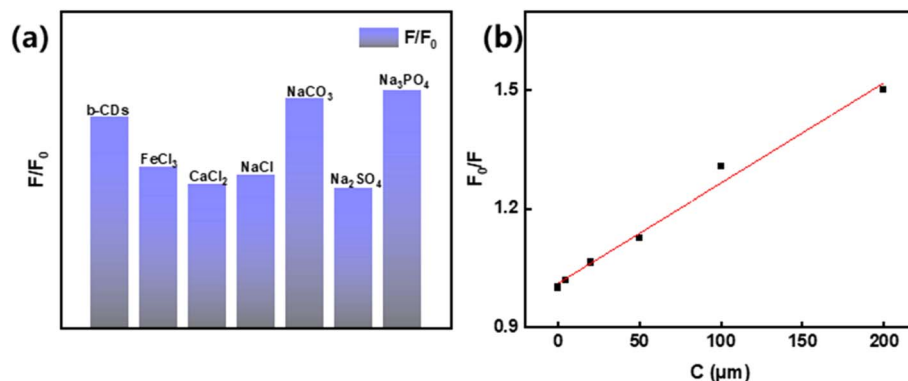 (a)
F/F₀
b-CDs
FeCl₃
CaCl₂
NaCl
NaCO₃
Na₂SO₄
Na₃PO₄
F/F₀
(b)
1.5
1.2
0.9
F₀/F
0 50 100 150 200
C (μm)